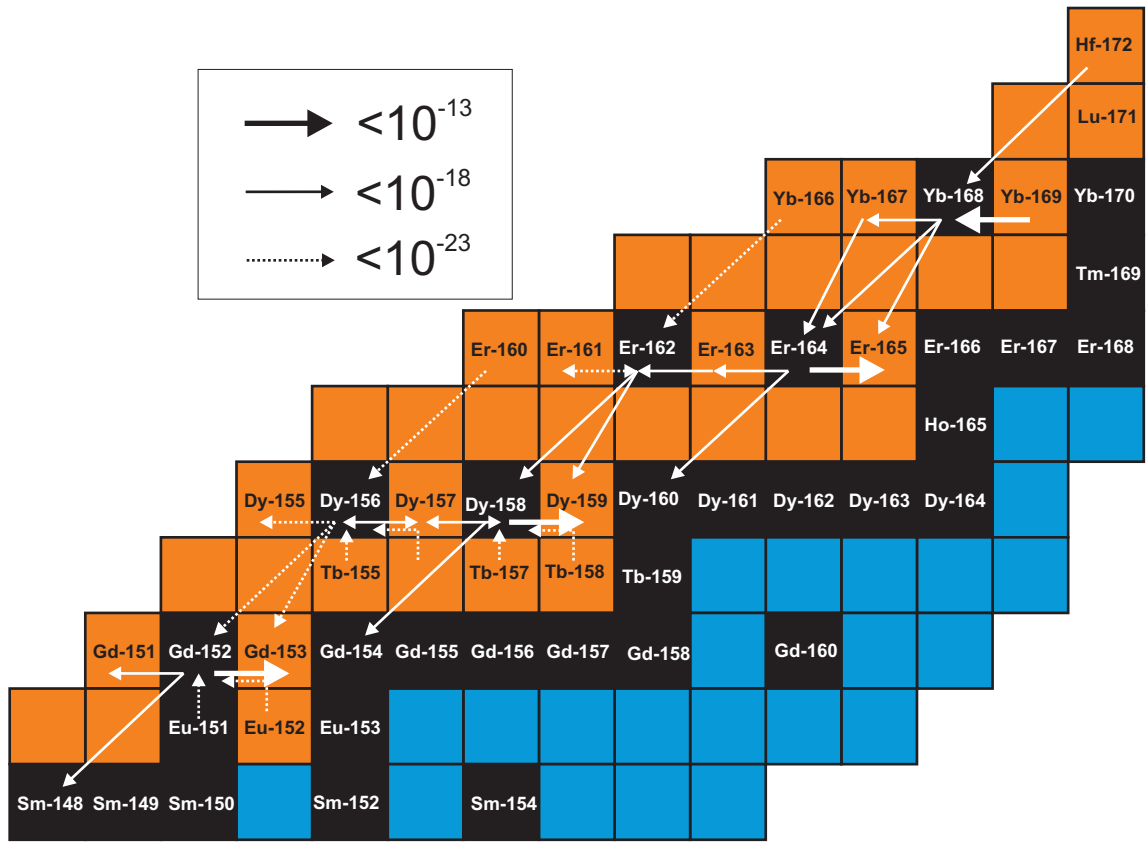 <10-13
<10-18
<10-23
Hf-172
Lu-171
Yb-166 Yb-167 Yb-168 Yb-169 Yb-170
Tm-169
Er-160 Er-161 Er-162 Er-163 Er-164 Er-165 Er-166 Er-167 Er-168
Ho-165
Dy-155 Dy-156 Dy-157 Dy-158 Dy-159 Dy-160 Dy-161 Dy-162 Dy-163 Dy-164
Tb-155 Tb-157 Tb-158 Tb-159
Gd-151 Gd-152 Gd-153 Gd-154 Gd-155 Gd-156 Gd-157 Gd-158 Gd-160
Eu-151 Eu-152 Eu-153
Sm-148 Sm-149 Sm-150 Sm-152 Sm-154